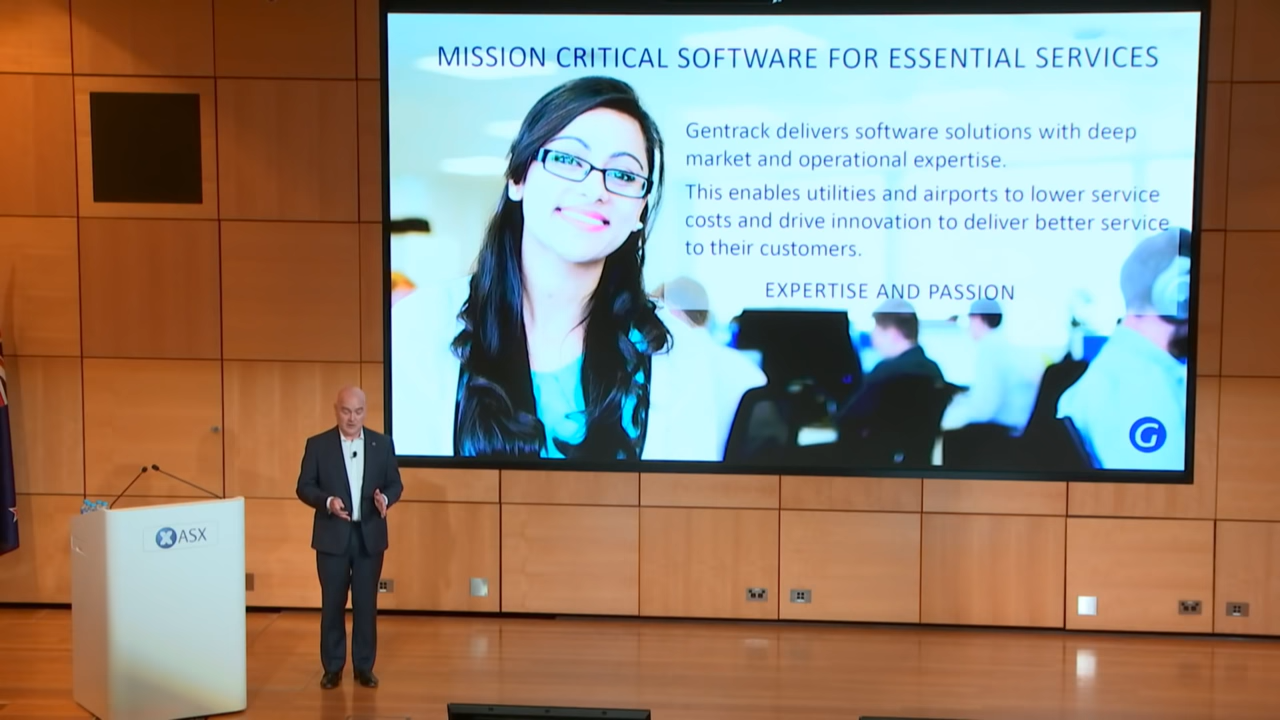 MISSION CRITICAL SOFTWARE FOR ESSENTIAL SERVICES
Gentrack delivers software solutions with deep
market and operational expertise.
This enables utilities and airports to lower service
costs and drive innovation to deliver better service
to their customers.
EXPERTISE AND PASSION
G
ASX